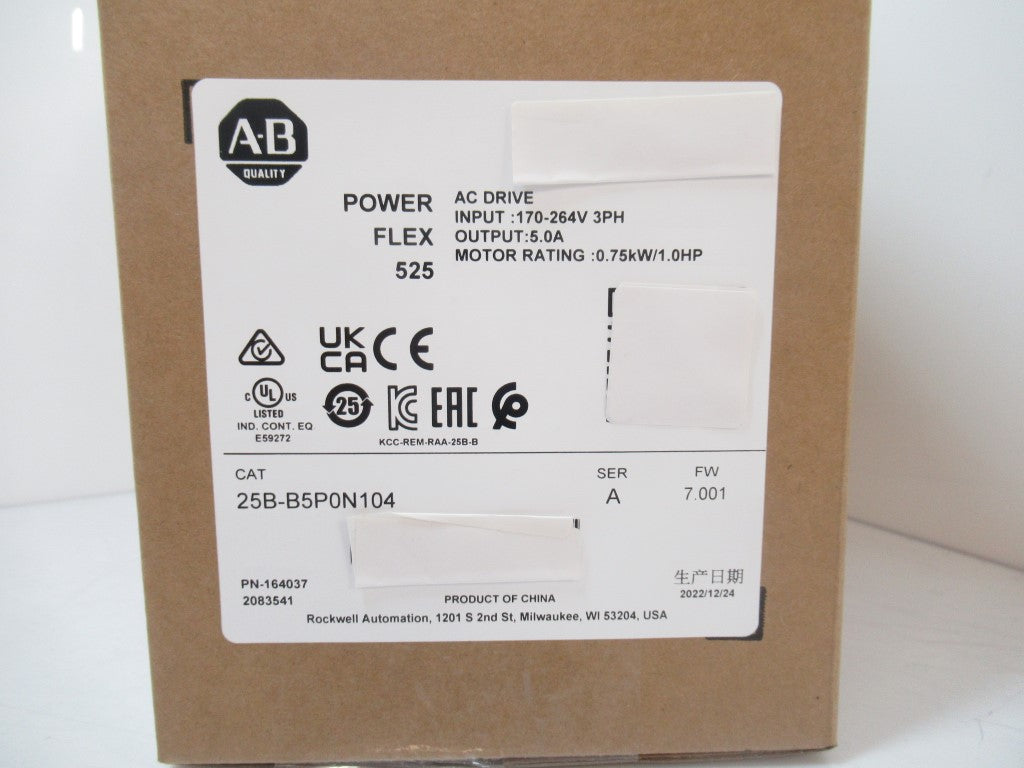 A-B
QUALITY
POWER
FLEX
525
AC DRIVE
INPUT :170-264V 3PH
OUTPUT:5.0A
MOTOR RATING :0.75kW/1.0HP
UK
CA CE
C UL US
LISTED
IND. CONT. EQ
E59272
25
KC
EAC
KCC-REM-RAA-25B-B
CAT
25B-B5P0N104
SER
A
FW
7.001
PN-164037
2083541
生产日期
2022/12/24
PRODUCT OF CHINA
Rockwell Automation, 1201 S 2nd St, Milwaukee, WI 53204, USA